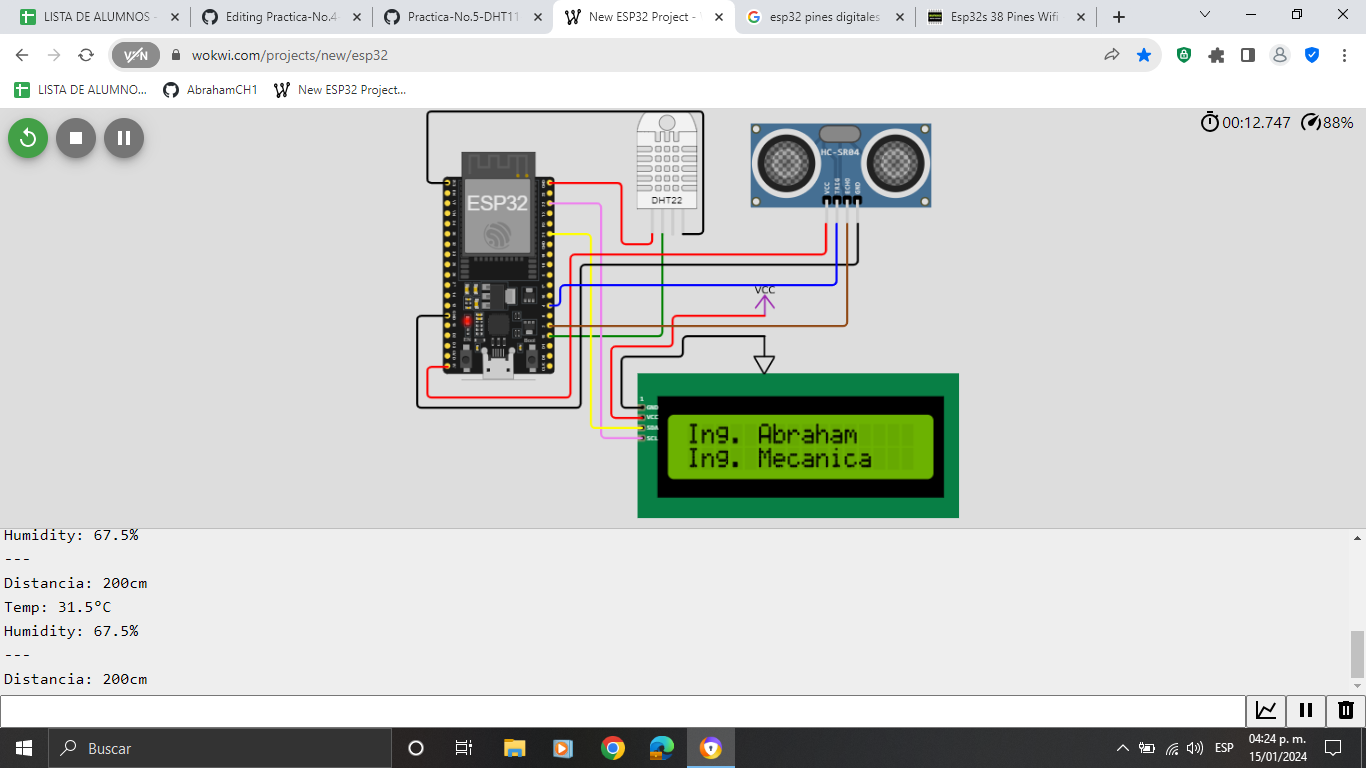 LISTA DE ALUMNOS -
Editing Practica-No.4-
Practica-No.5-DHT11
New ESP32 Project -
esp32 pines digitales
Esp32s 38 Pines Wifi
VPN
wokwi.com/projects/new/esp32
LISTA DE ALUMNO...
AbrahamCH1
New ESP32 Project...
00:12.747
88%
ESP32
DHT22
HC-SR04
VCC
TRIG
ECHO
GND
VCC
1
GND
VCC
SDA
SCL
Ing. Abraham
Ing. Mecanica
Humidity: 67.5%
---
Distancia: 200cm
Temp: 31.5°C
Humidity: 67.5%
---
Distancia: 200cm
Buscar
ESP
04:24 p. m.
15/01/2024